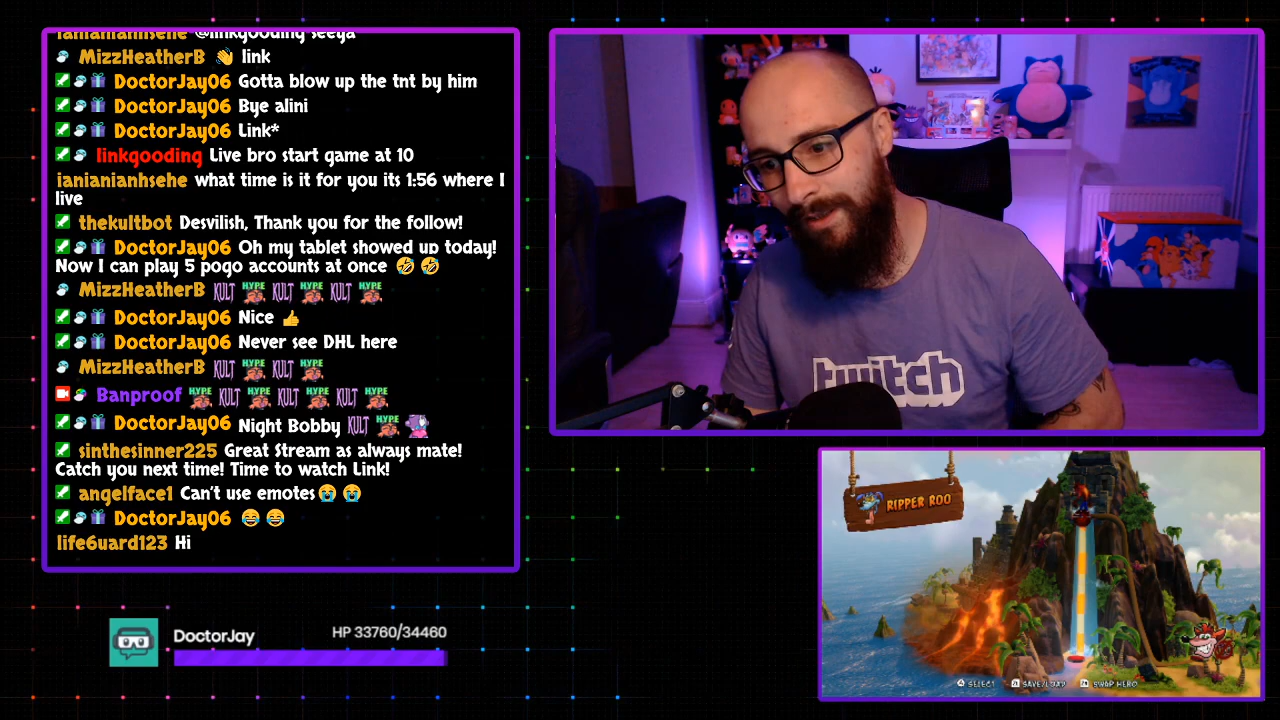 ianianianhsehe @linkgooding seeya
MizzHeatherB 👋 link
DoctorJay06 Gotta blow up the tnt by him
DoctorJay06 Bye alini
DoctorJay06 Link*
linkgooding Live bro start game at 10
ianianianhsehe what time is it for you its 1:56 where I
live
thekultbot Desvilish, Thank you for the follow!
DoctorJay06 Oh my tablet showed up today!
Now I can play 5 pogo accounts at once 🤣 🤣
MizzHeatherB KULT HYPE KULT HYPE KULT HYPE
DoctorJay06 Nice 👍
DoctorJay06 Never see DHL here
MizzHeatherB KULT HYPE KULT HYPE
Banproof HYPE KULT HYPE KULT HYPE KULT HYPE
DoctorJay06 Night Bobby KULT HYPE
sinthesinner225 Great Stream as always mate!
Catch you next time! Time to watch Link!
angelface1 Can't use emotes😭 😭
DoctorJay06 😂 😂
life6uard123 Hi
DoctorJay HP 33760/34460
twitch
RIPPER ROO
SELECT SAVE/LOAD SWAP HERO